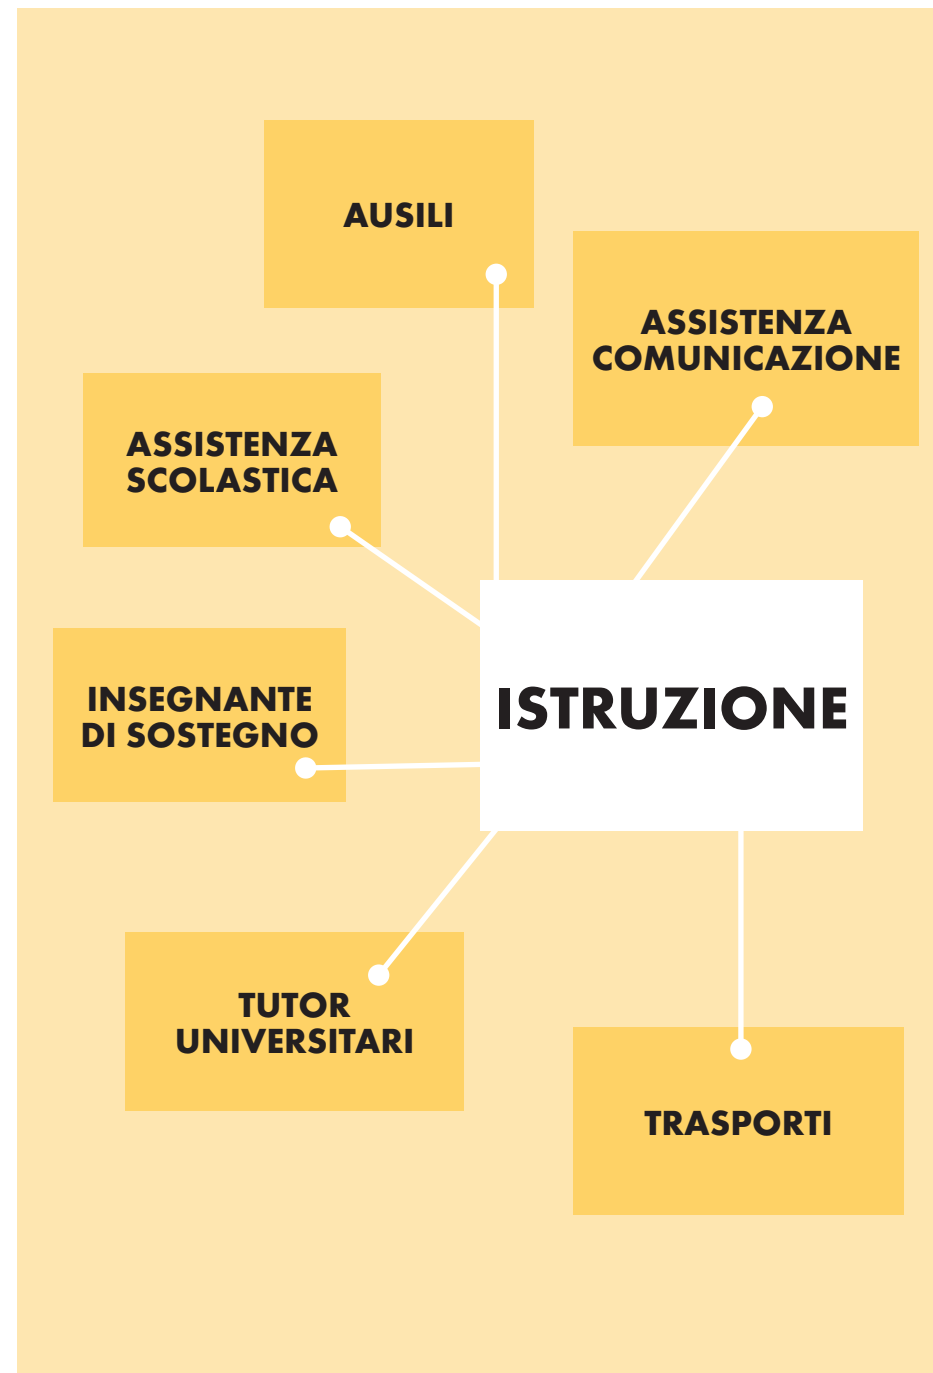 AUSILI
ASSISTENZA
COMUNICAZIONE
ASSISTENZA
SCOLASTICA
INSEGNANTE
DI SOSTEGNO
ISTRUZIONE
TUTOR
UNIVERSITARI
TRASPORTI